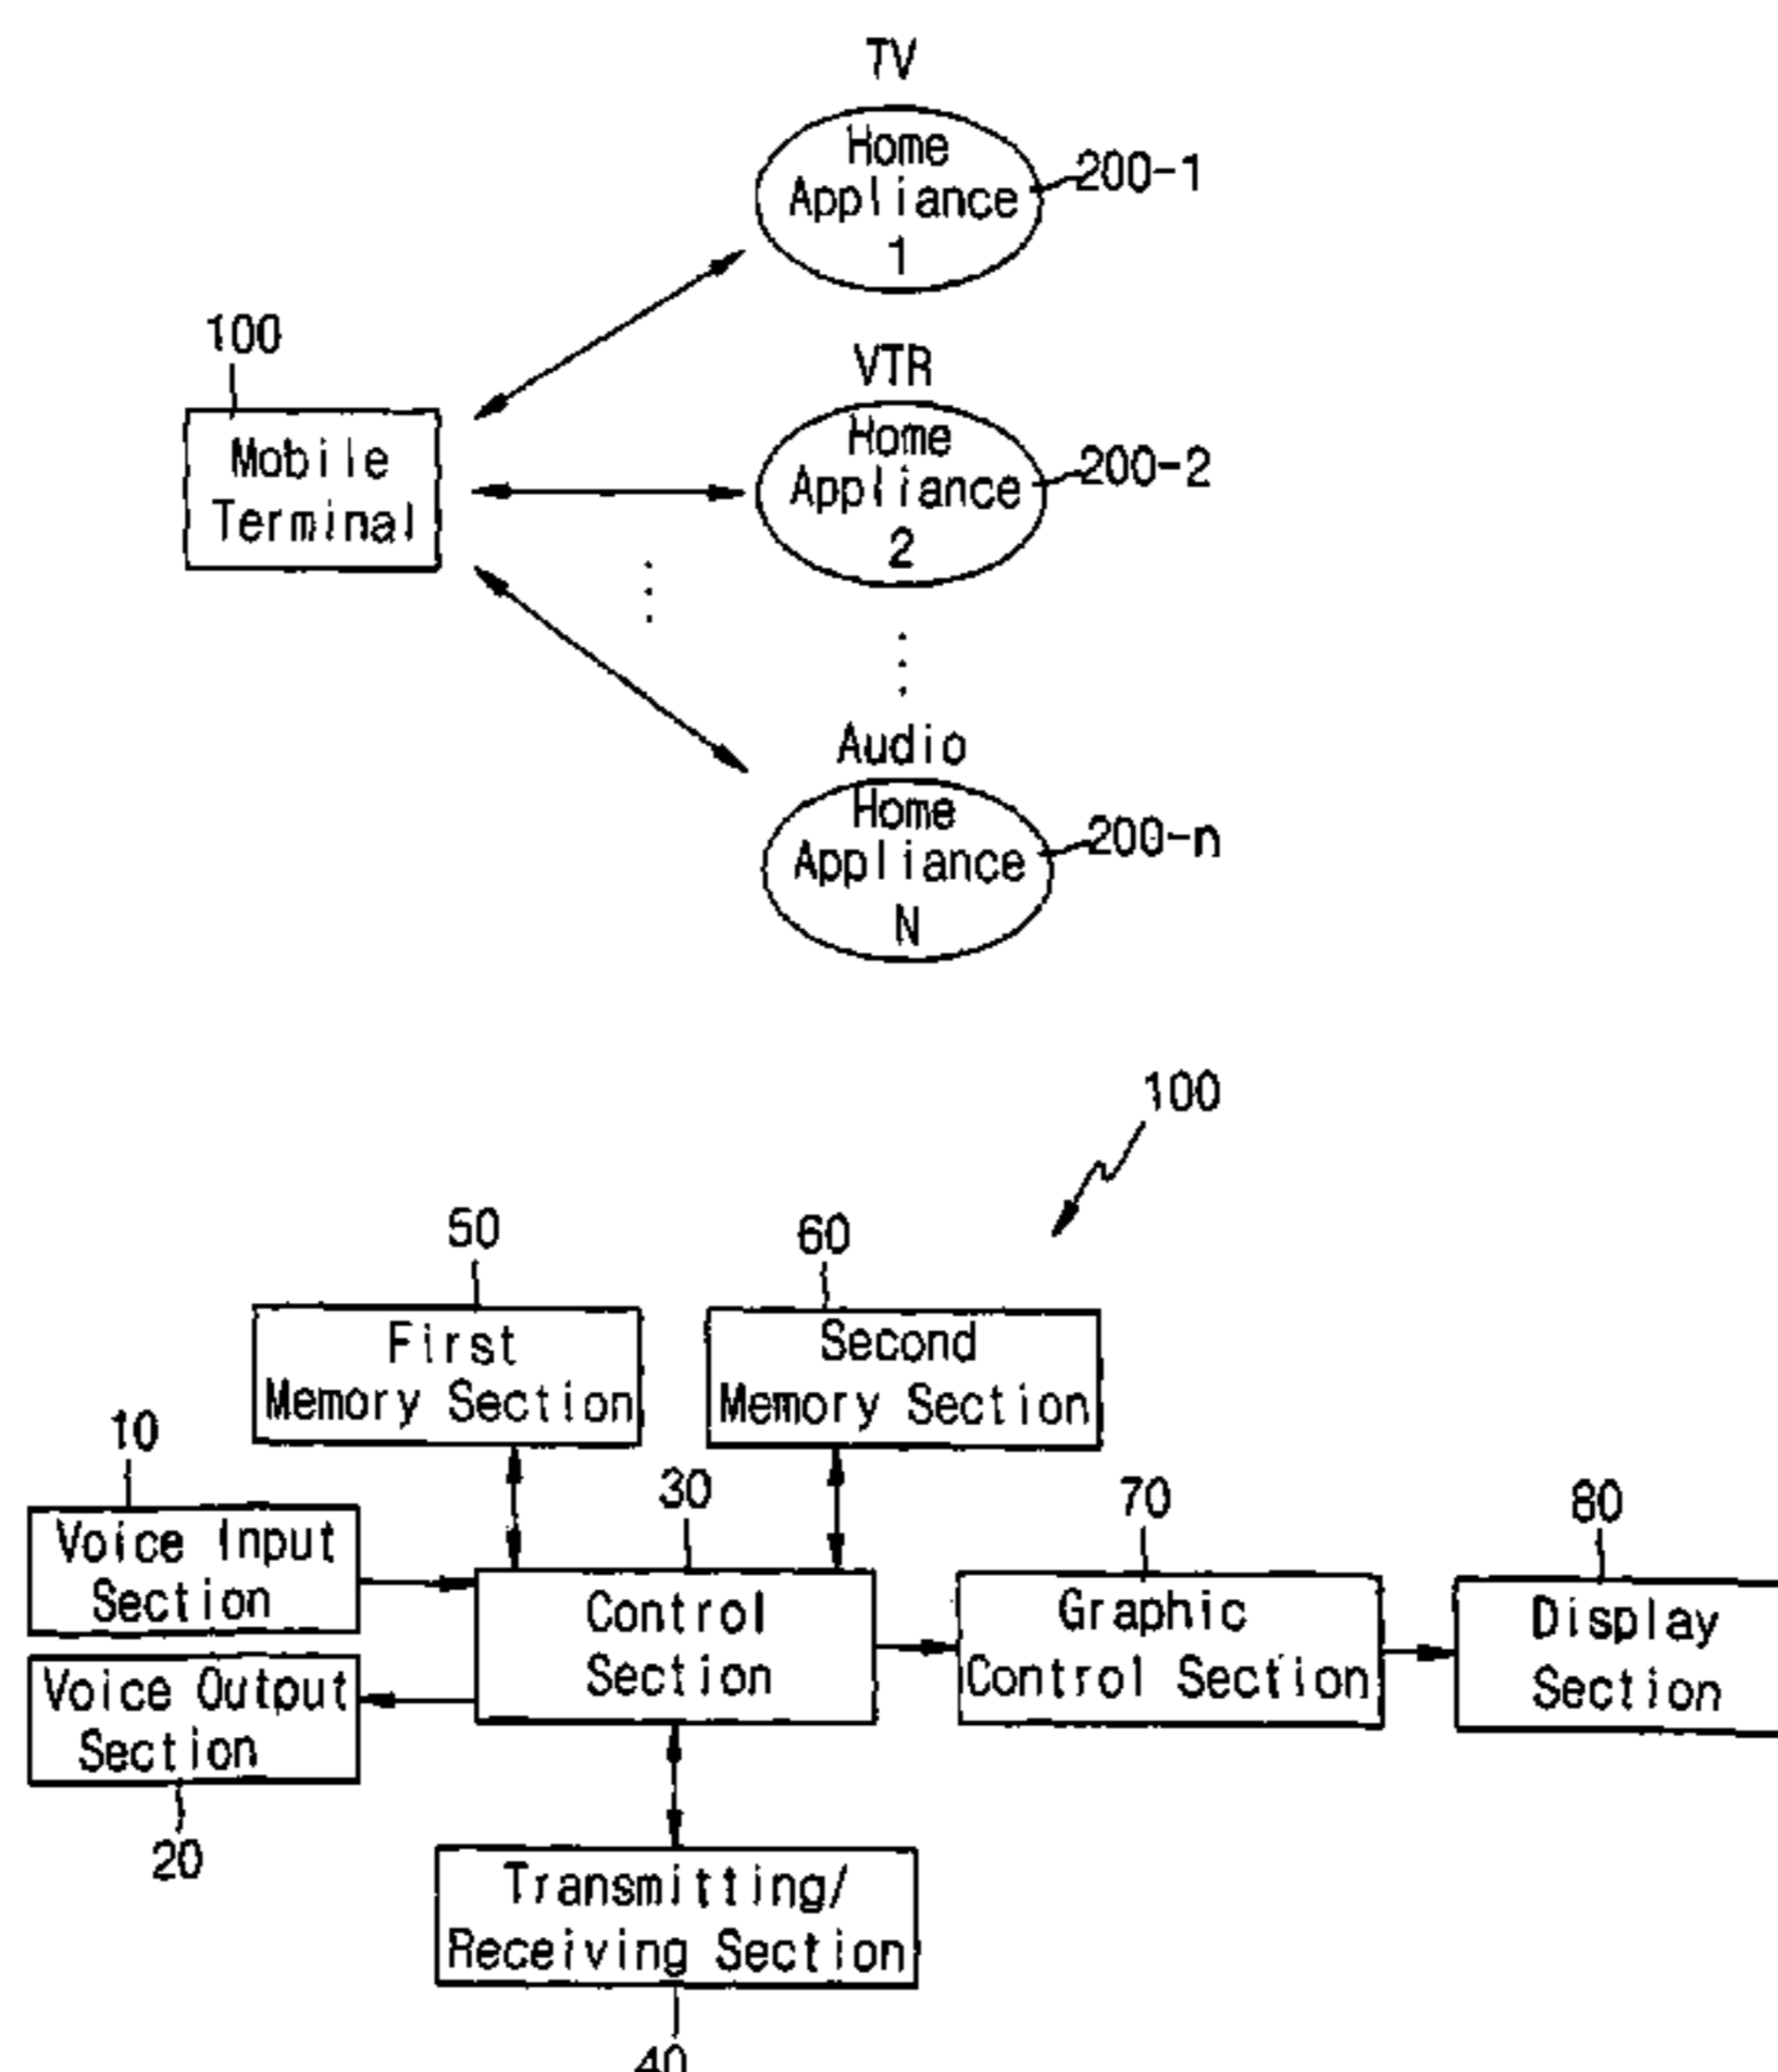 TV
Home
Appliance
1
200-1
100
Mobile
Terminal
VTR
Home
Appliance
2
200-2
Audio
Home
Appliance
N
200-n
100
50
60
First
Memory Section
Second
Memory Section
10
30
70
80
Voice Input
Section
Control
Section
Graphic
Control Section
Display
Section
Voice Output
Section
20
Transmitting/
Receiving Section
40